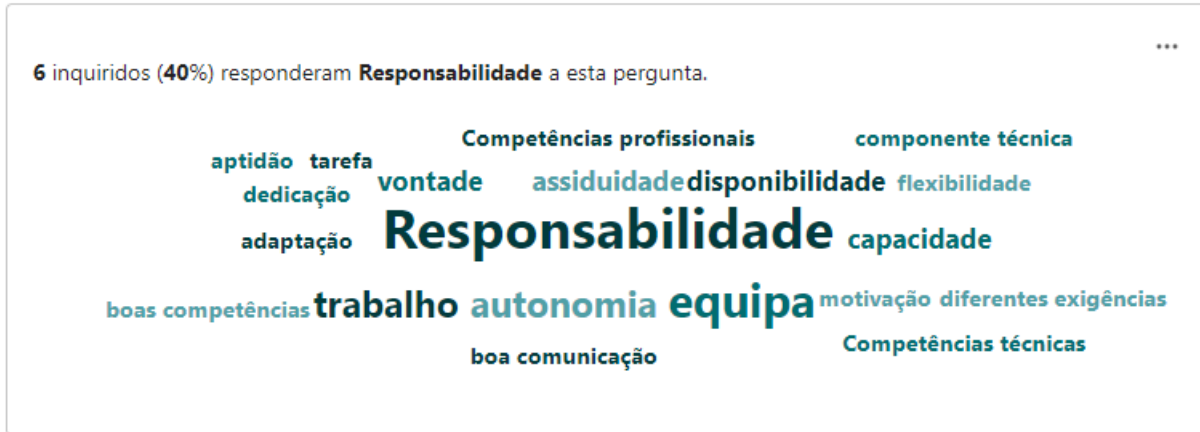 ...
6 inquiridos (40%) responderam Responsabilidade a esta pergunta.
Competências profissionais componente técnica
aptidão tarefa
vontade assiduidade disponibilidade flexibilidade
dedicação
adaptação Responsabilidade capacidade
boas competências trabalho autonomia equipa motivação diferentes exigências
boa comunicação Competências técnicas